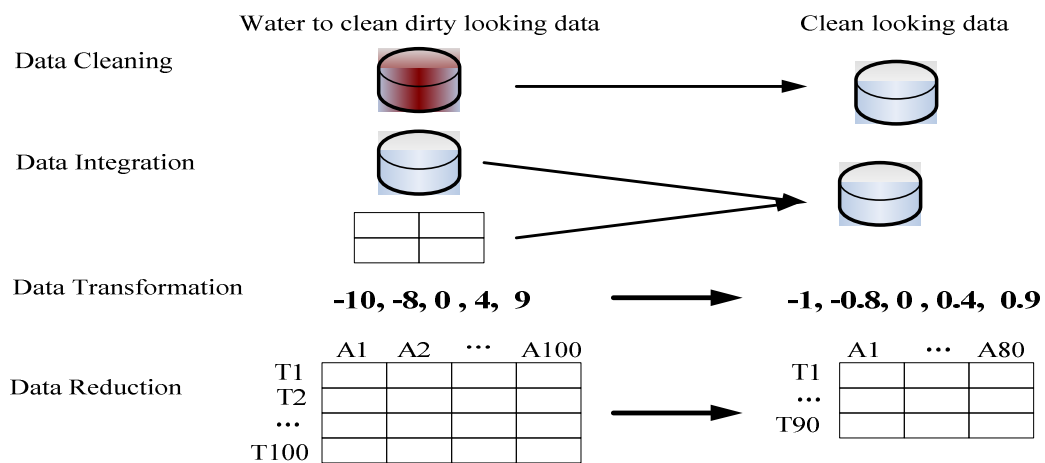 Water to clean dirty looking data
Clean looking data
Data Cleaning
Data Integration
Data Transformation
-10, -8, 0 , 4, 9
-1, -0.8, 0 , 0.4, 0.9
Data Reduction
A1 A2 ... A100
T1
T2
...
T100
A1 ... A80
T1
...
T90